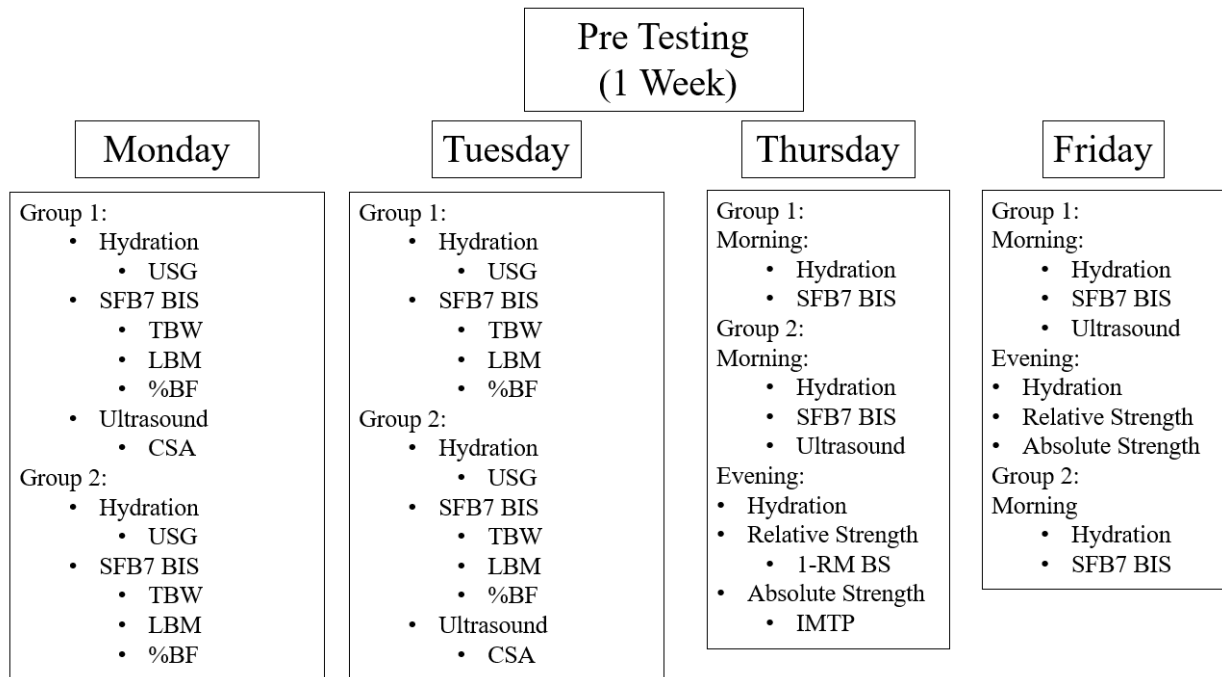 Pre Testing
(1 Week)
Monday
Group 1:
• Hydration
• USG
• SFB7 BIS
• TBW
• LBM
• %BF
• Ultrasound
• CSA
Group 2:
• Hydration
• USG
• SFB7 BIS
• TBW
• LBM
• %BF
Tuesday
Group 1:
• Hydration
• USG
• SFB7 BIS
• TBW
• LBM
• %BF
Group 2:
• Hydration
• USG
• SFB7 BIS
• TBW
• LBM
• %BF
• Ultrasound
• CSA
Thursday
Group 1:
Morning:
• Hydration
• SFB7 BIS
Group 2:
Morning:
• Hydration
• SFB7 BIS
• Ultrasound
Evening:
• Hydration
• Relative Strength
• 1-RM BS
• Absolute Strength
• IMTP
Friday
Group 1:
Morning:
• Hydration
• SFB7 BIS
• Ultrasound
Evening:
• Hydration
• Relative Strength
• Absolute Strength
Group 2:
Morning
• Hydration
• SFB7 BIS